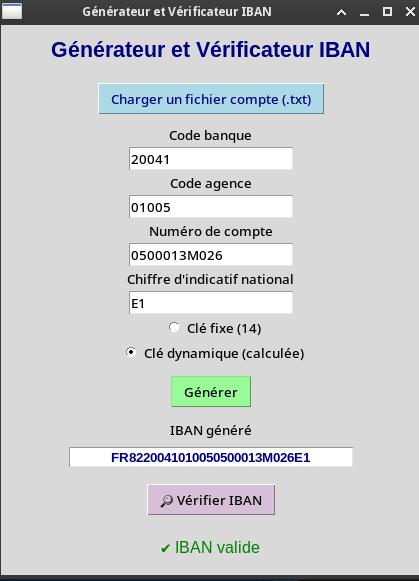 Générateur et Vérificateur IBAN
Générateur et Vérificateur IBAN
Charger un fichier compte (.txt)
Code banque
20041
Code agence
01005
Numéro de compte
0500013M026
Chiffre d'indicatif national
E1
Clé fixe (14)
Clé dynamique (calculée)
Générer
IBAN généré
FR8220041010050500013M026E1
🔎 Vérifier IBAN
✔ IBAN valide